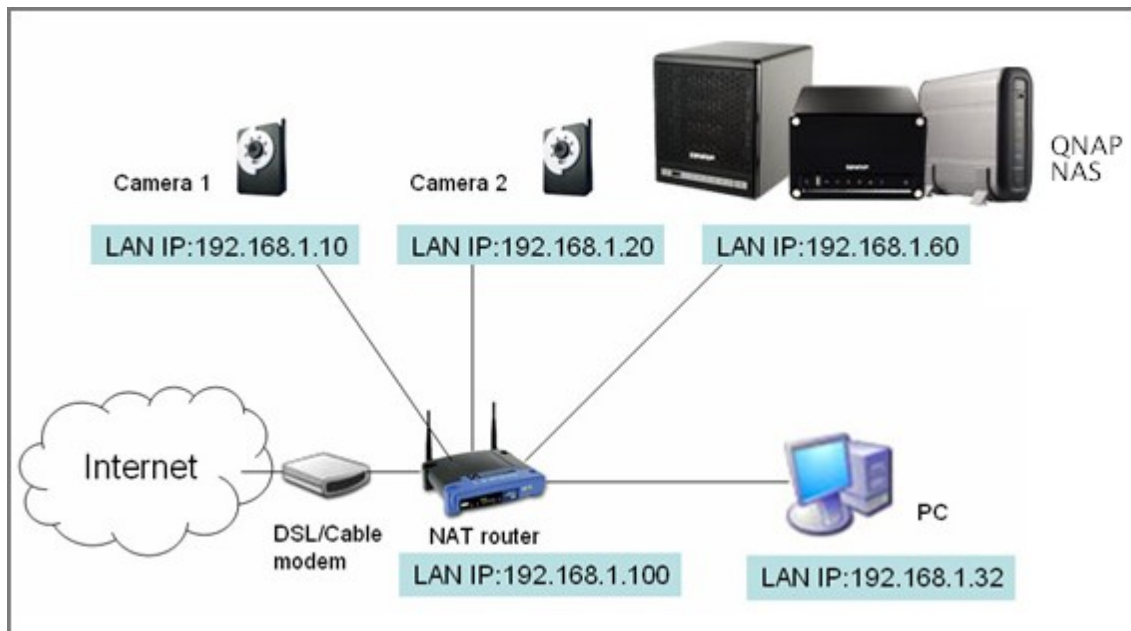 Camera 1
Camera 2
QNAP
NAS
LAN IP:192.168.1.10
LAN IP:192.168.1.20
LAN IP:192.168.1.60
Internet
DSL/Cable
modem
NAT router
PC
LAN IP:192.168.1.100
LAN IP:192.168.1.32